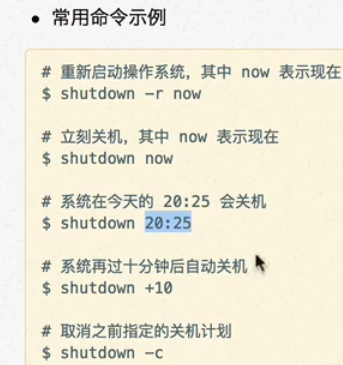 • 常用命令示例
# 重新启动操作系统，其中 now 表示现在
$ shutdown -r now
# 立刻关机，其中 now 表示现在
$ shutdown now
# 系统在今天的 20:25 会关机
$ shutdown 20:25
# 系统再过十分钟后自动关机
$ shutdown +10
# 取消之前指定的关机计划
$ shutdown -c